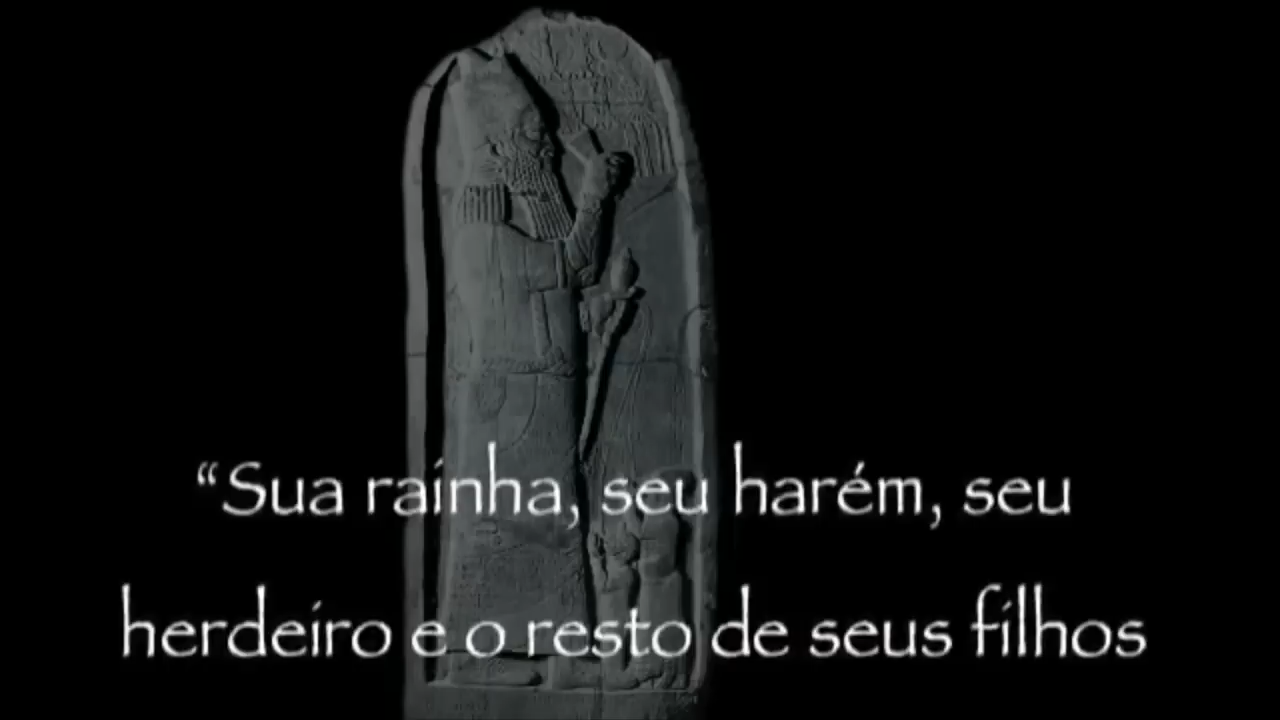 “Sua rainha, seu harém, seu
herdeiro e o resto de seus filhos